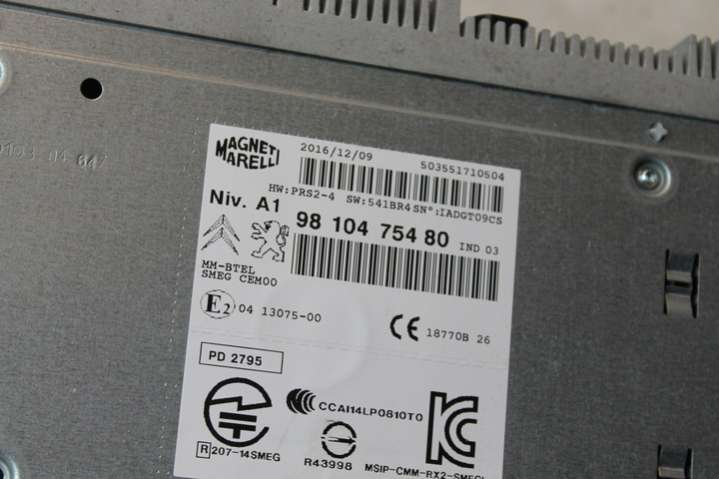 MAGNETI
MARELLI
2016/12/09
503551710504
HW:PRS2-4 SW:541BR4 SN°:IADGT09CS
Niv. A1
98 104 754 80 IND 03
MM-BTEL
SMEG CEM00
E2 04 13075-00
CE 18770B 26
PD 2795
CCAI14LP0810T0
R 207-14SMEG
R43998
MSIP-CMM-RX2-SMEG